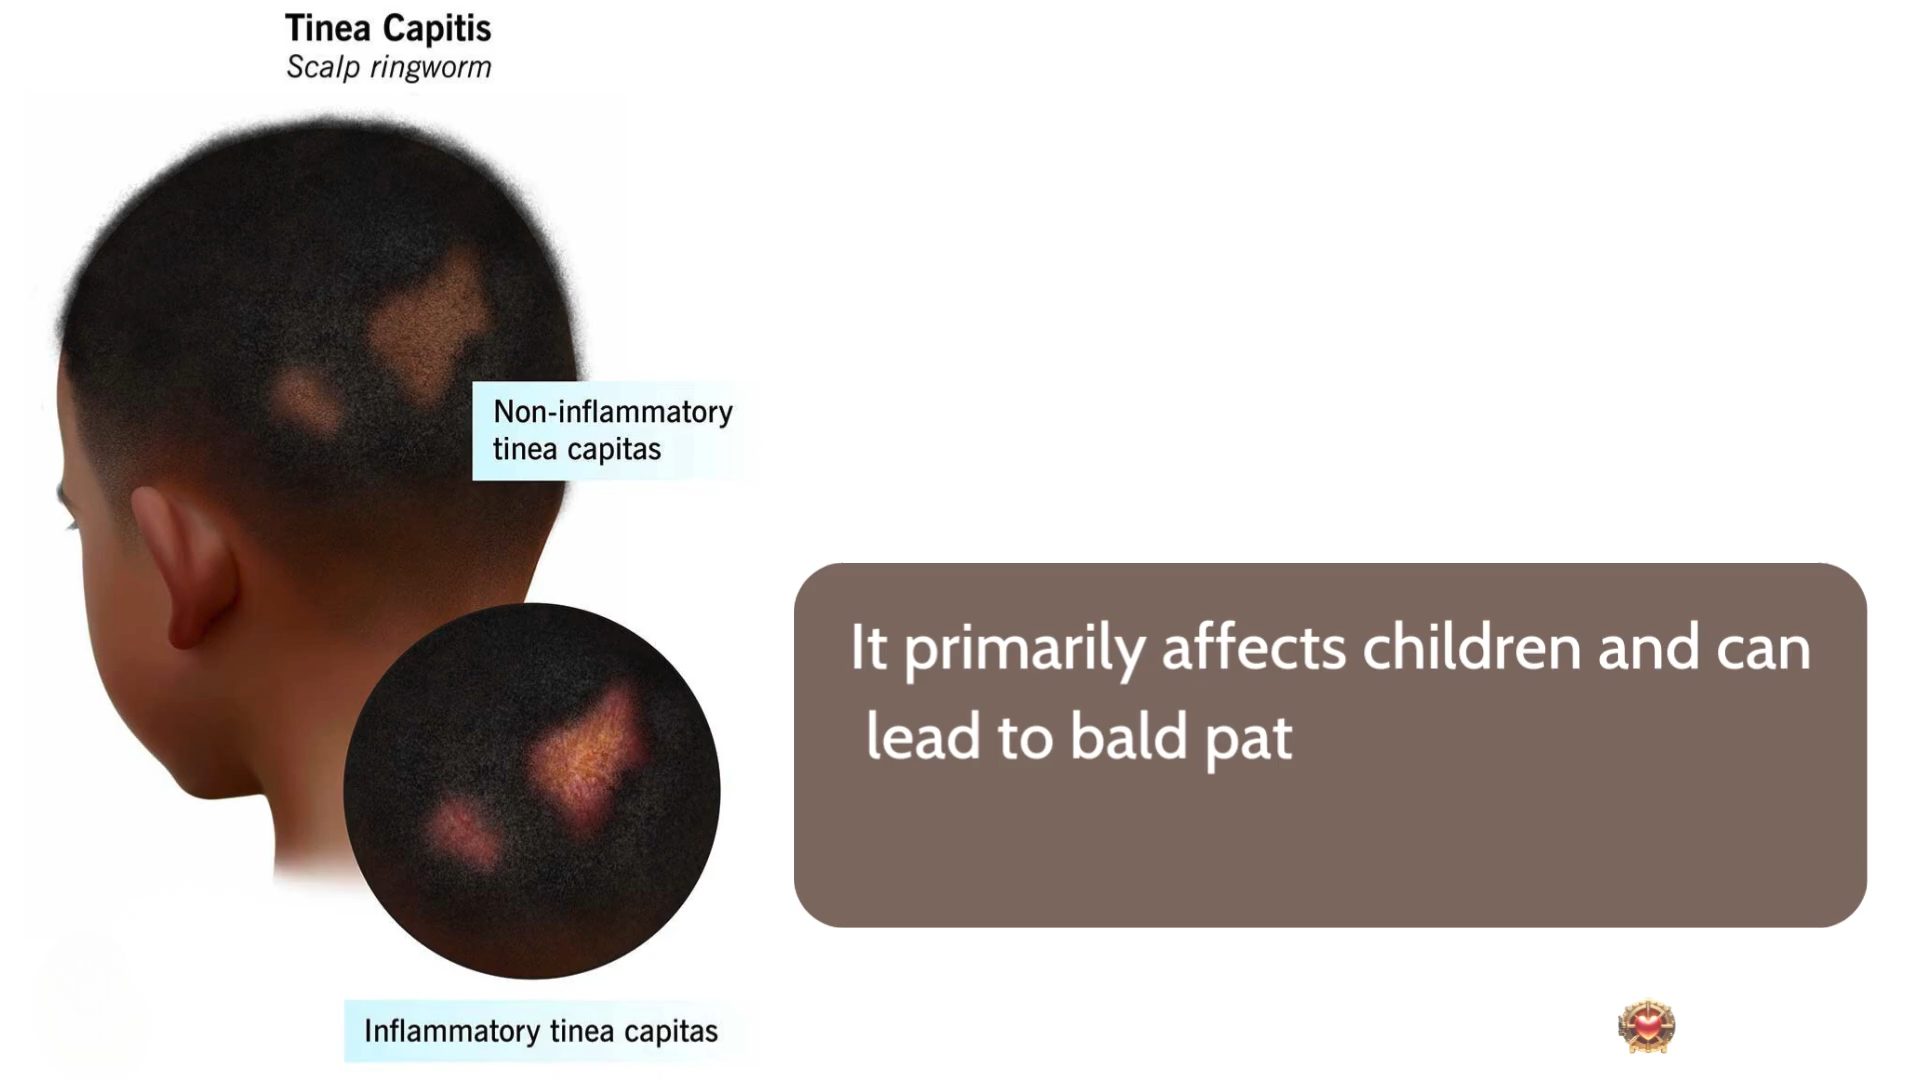 Tinea Capitis
Scalp ringworm
Non-inflammatory
tinea capitas
It primarily affects children and can
lead to bald pat
Inflammatory tinea capitas